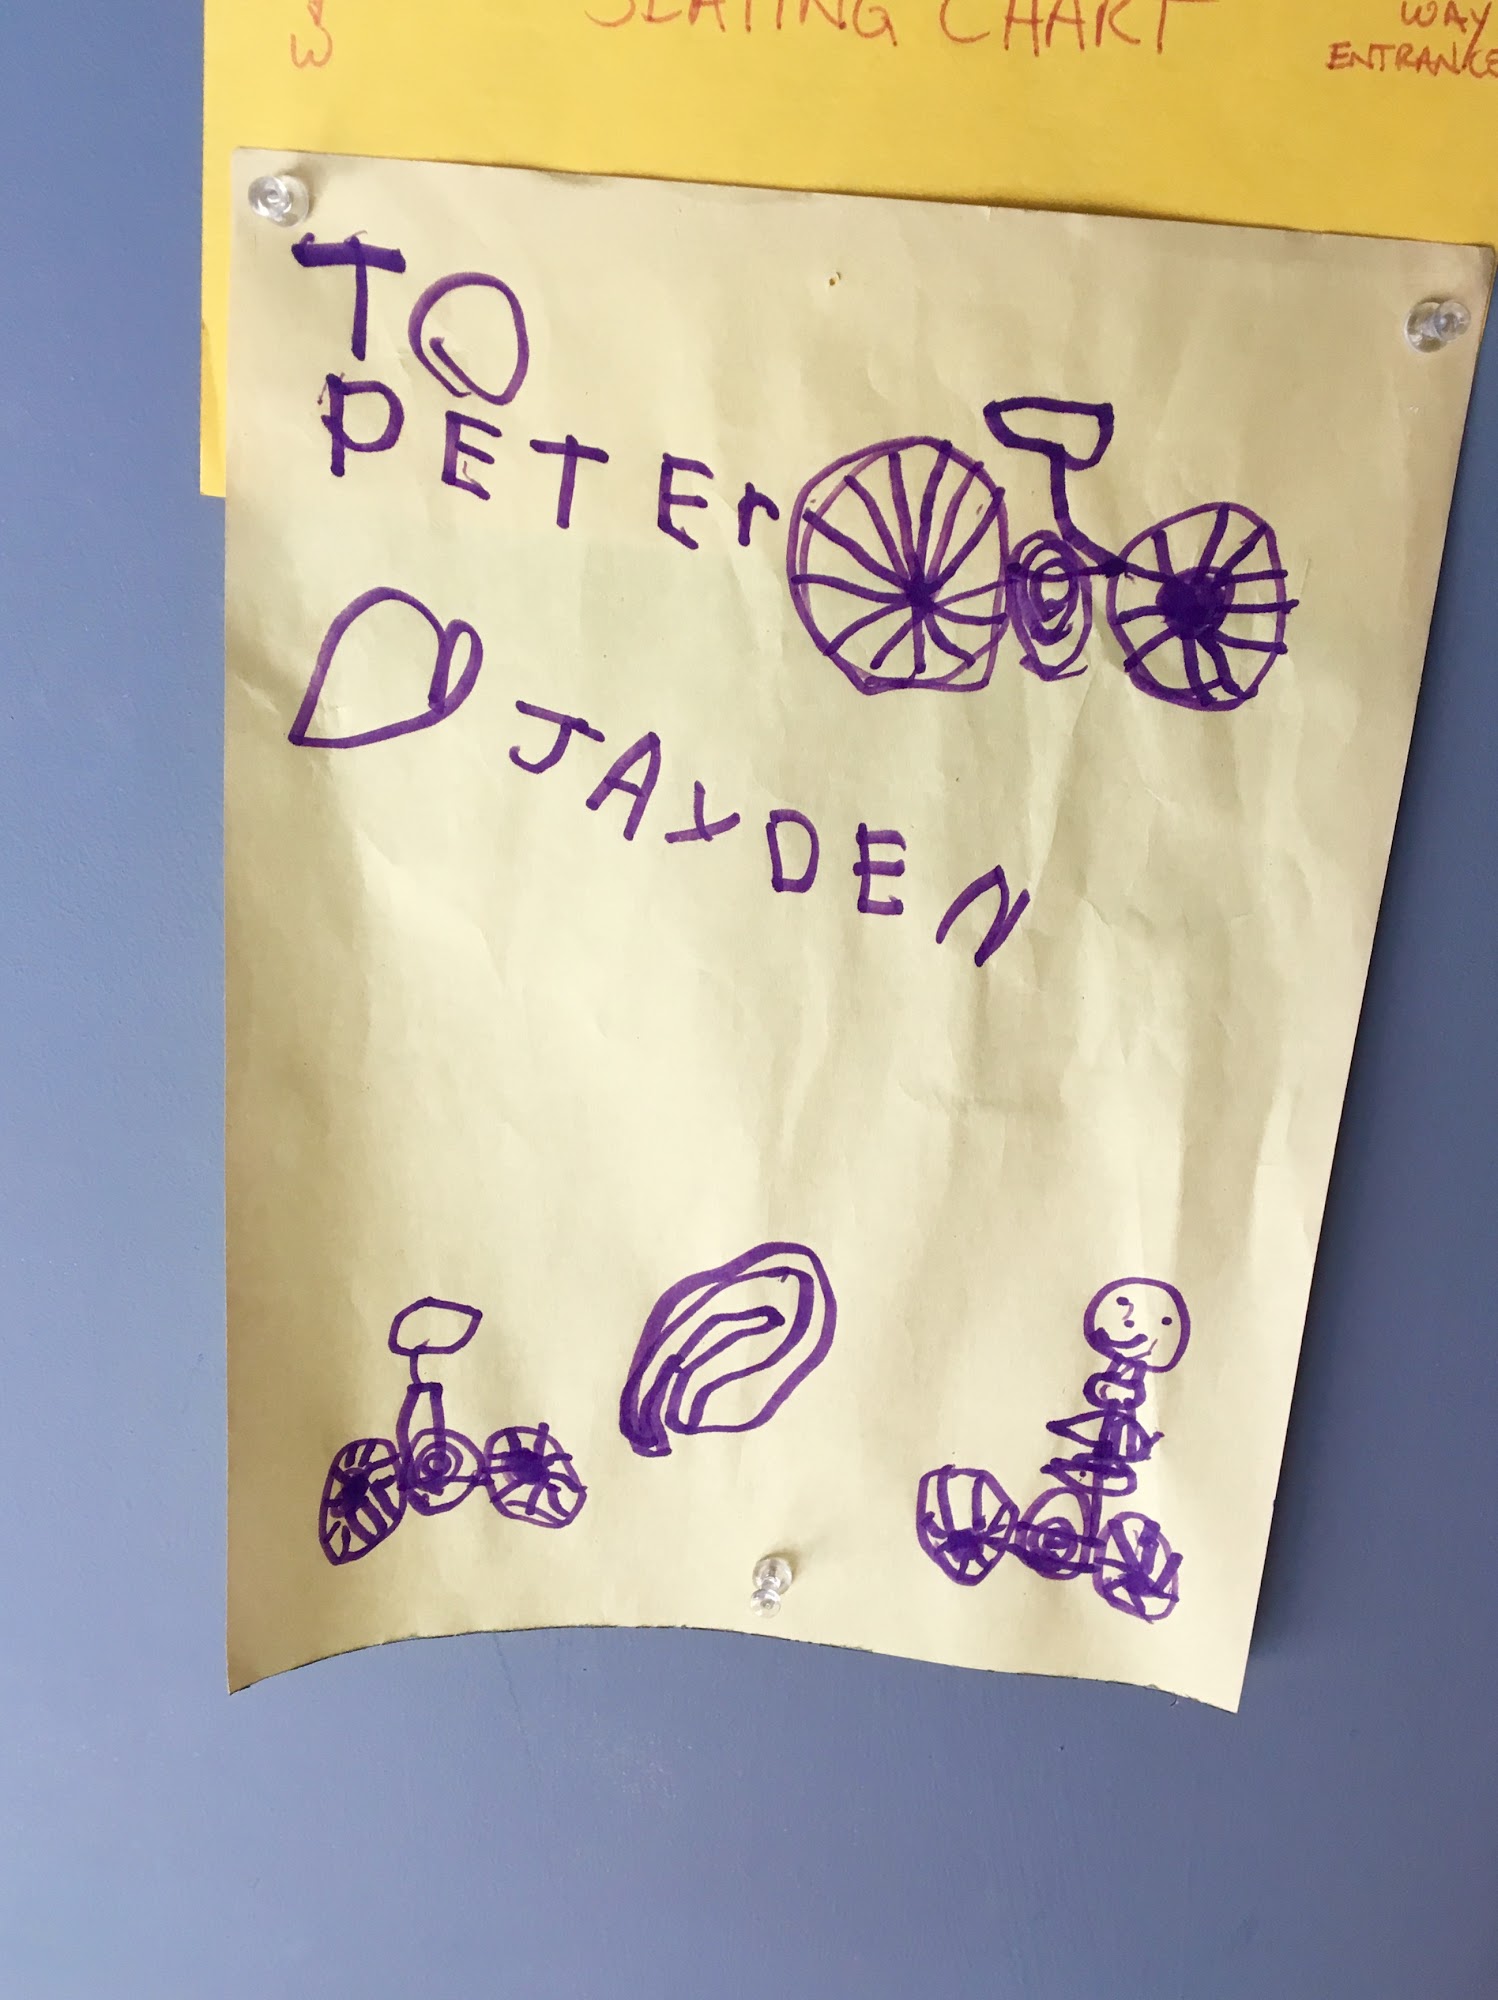 SEATING CHART
WAY
ENTRANCE
W
TO
PETEr
JAYDEN